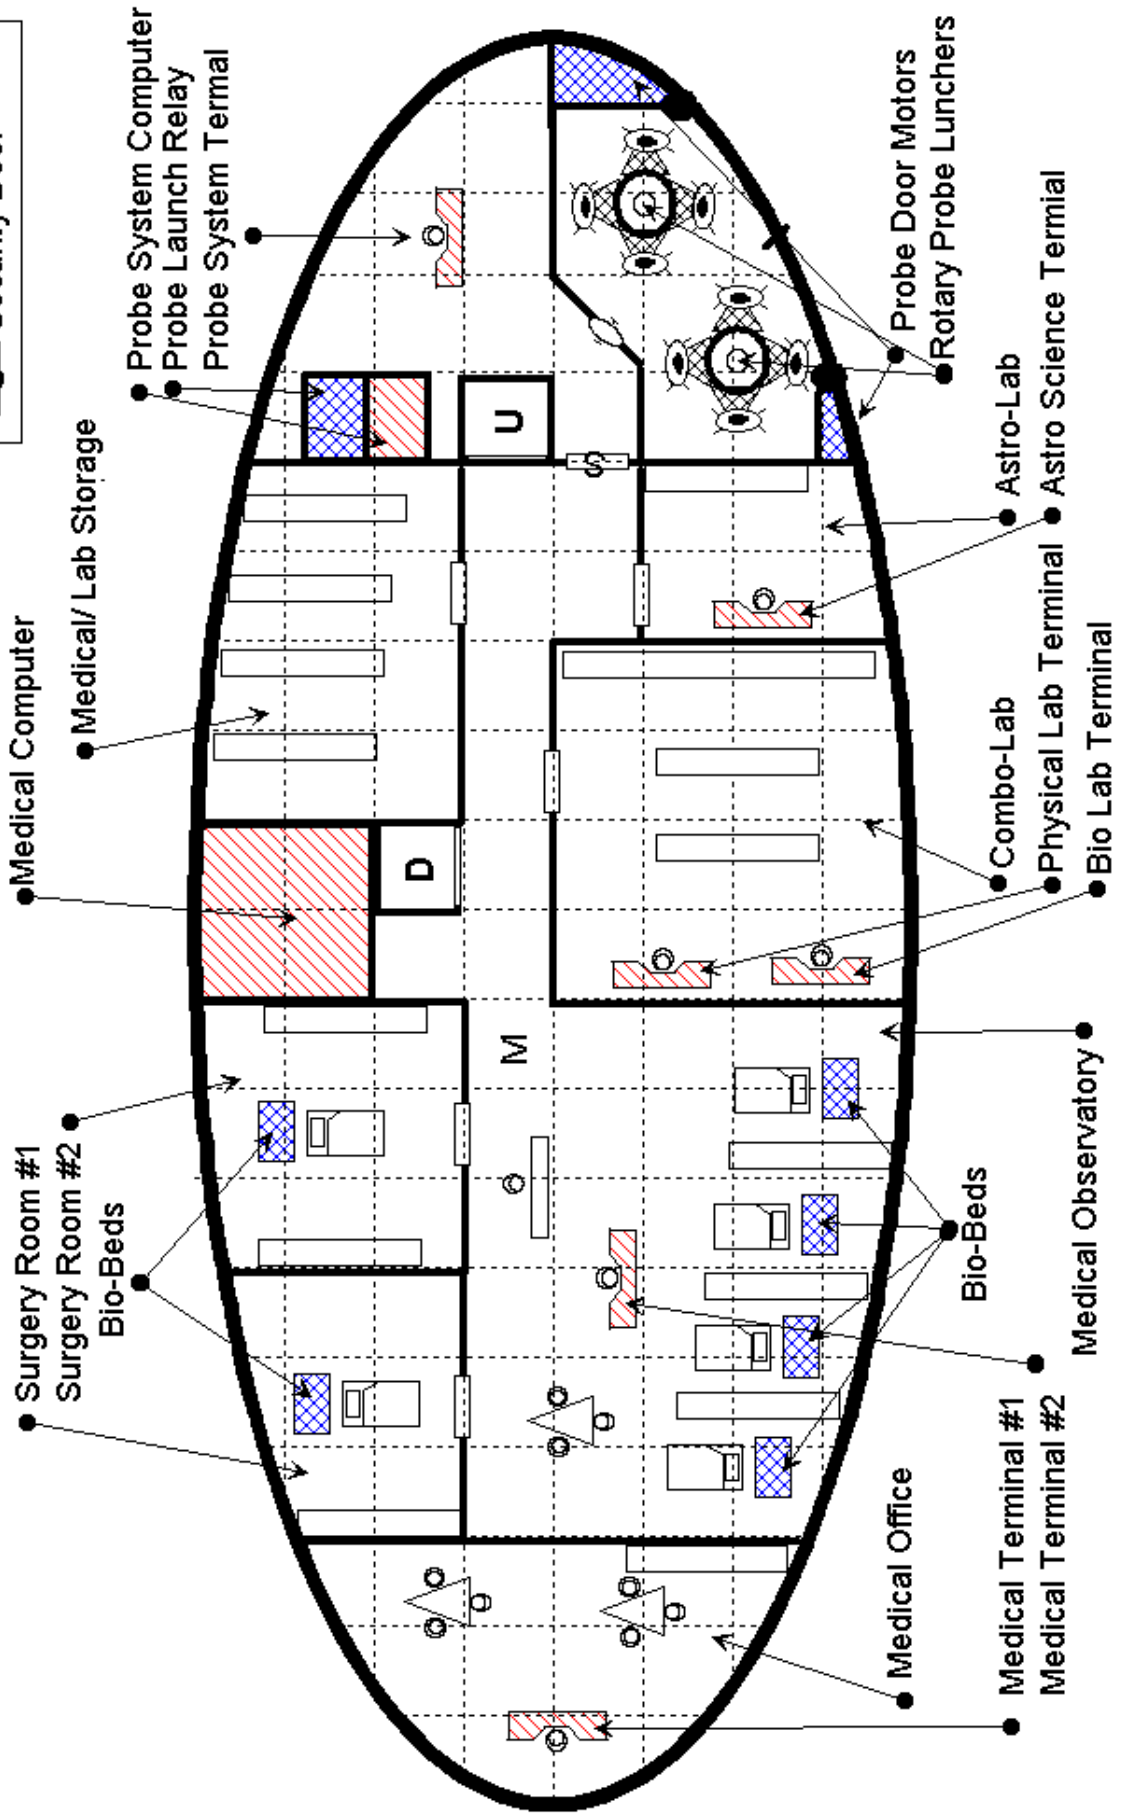 Surgery Room #1
Surgery Room #2
Bio-Beds
Medical Computer
Medical/ Lab Storage
Probe System Computer
Probe Launch Relay
Probe System Termal
D
U
M
S
Medical Office
Medical Terminal #1
Medical Terminal #2
Bio-Beds
Medical Observatory
Combo-Lab
Physical Lab Terminal
Bio Lab Terminal
Astro-Lab
Astro Science Termial
Probe Door Motors
Rotary Probe Lunchers